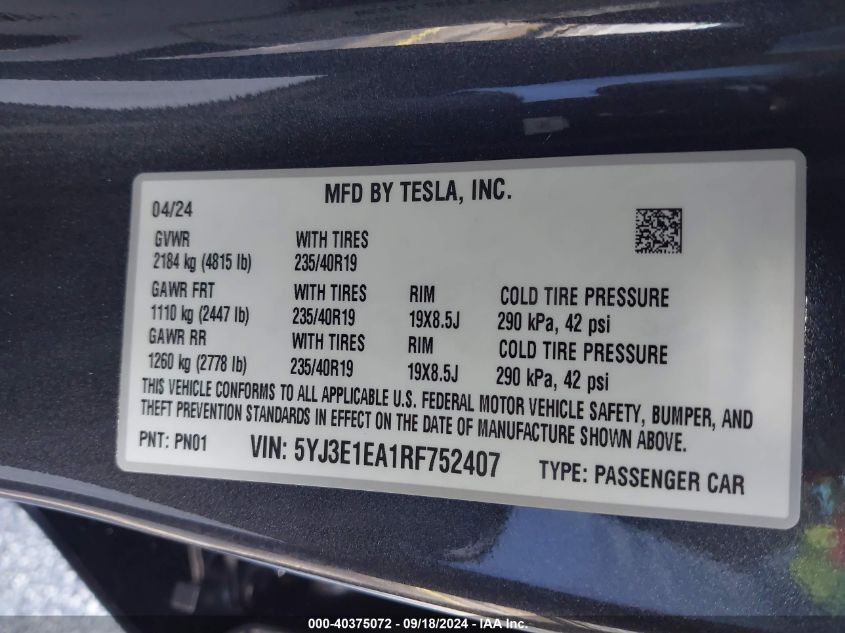 MFD BY TESLA, INC.
04/24
GVWR WITH TIRES
2184 kg (4815 lb) 235/40R19
GAWR FRT WITH TIRES RIM COLD TIRE PRESSURE
1110 kg (2447 lb) 235/40R19 19X8.5J 290 kPa, 42 psi
GAWR RR WITH TIRES RIM COLD TIRE PRESSURE
1260 kg (2778 lb) 235/40R19 19X8.5J 290 kPa, 42 psi
THIS VEHICLE CONFORMS TO ALL APPLICABLE U.S. FEDERAL MOTOR VEHICLE SAFETY, BUMPER, AND
THEFT PREVENTION STANDARDS IN EFFECT ON THE DATE OF MANUFACTURE SHOWN ABOVE.
PNT: PN01 VIN: 5YJ3E1EA1RF752407 TYPE: PASSENGER CAR
000-40375072 - 09/18/2024 - IAA Inc.